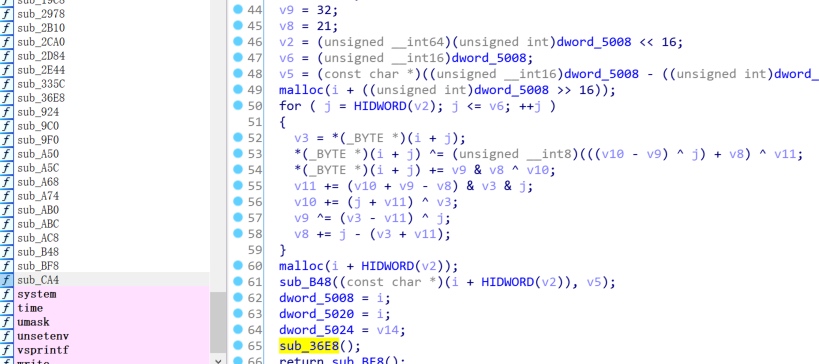 sub_19C8
sub_2978
sub_2B10
sub_2CA0
sub_2D84
sub_2E44
sub_335C
sub_36E8
sub_924
sub_9C0
sub_9F0
sub_A50
sub_A5C
sub_A68
sub_A74
sub_AB0
sub_ABC
sub_AC8
sub_B48
sub_BF8
sub_CA4
system
time
umask
unsetenv
vsprintf
write
44 v9 = 32;
45 v8 = 21;
46 v2 = (unsigned __int64)(unsigned int)dword_5008 << 16;
47 v6 = (unsigned __int16)dword_5008;
48 v5 = (const char *)((unsigned __int16)dword_5008 - ((unsigned int)dword_
49 malloc(i + ((unsigned int)dword_5008 >> 16));
50 for ( j = HIDWORD(v2); j <= v6; ++j )
51 {
52 v3 = *(_BYTE *)(i + j);
53 *(_BYTE *)(i + j) ^= (unsigned __int8)(((v10 - v9) ^ j) + v8) ^ v11;
54 *(_BYTE *)(i + j) += v9 & v8 ^ v10;
55 v11 += (v10 + v9 - v8) & v3 & j;
56 v10 += (j + v11) ^ v3;
57 v9 ^= (v3 - v11) ^ j;
58 v8 += j - (v3 + v11);
59 }
60 malloc(i + HIDWORD(v2));
61 sub_B48((const char *)(i + HIDWORD(v2)), v5);
62 dword_5008 = i;
63 dword_5020 = i;
64 dword_5024 = v14;
65 sub_36E8();
66 return sub_BF8();